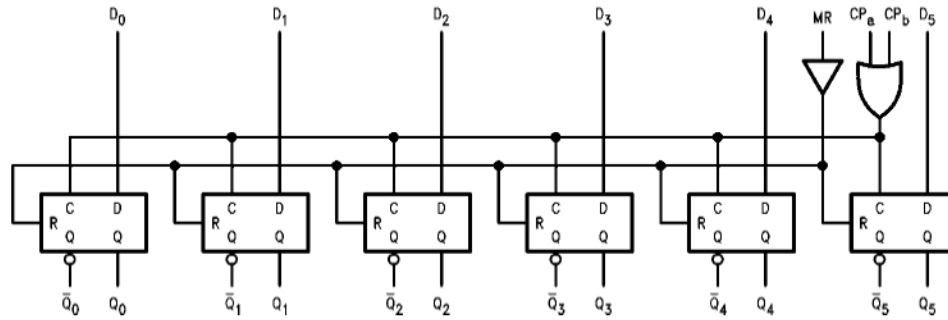 D₀ D₁ D₂ D₃ D₄ MR CPₐ CP_b D₅
C D C D C D C D C D C D
R R R R R R
Q Q Q Q Q Q Q Q Q Q Q Q
Q̅₀ Q₀ Q̅₁ Q₁ Q̅₂ Q₂ Q̅₃ Q₃ Q̅₄ Q₄ Q̅₅ Q₅